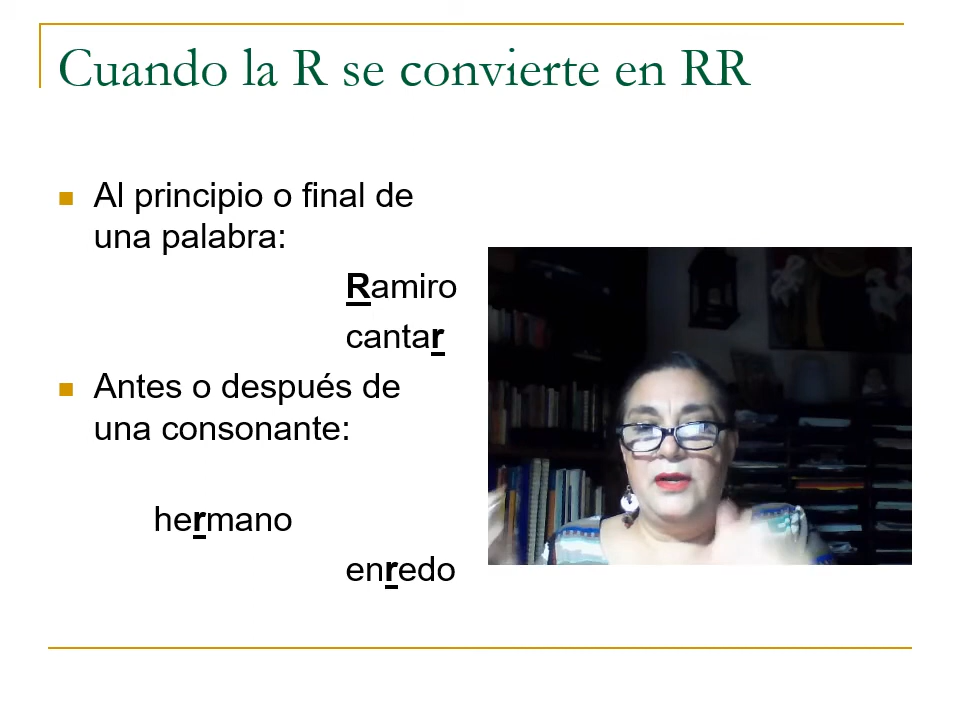 Cuando la R se convierte en RR
Al principio o final de
una palabra:
Ramiro
cantar
Antes o después de
una consonante:
hermano
enredo